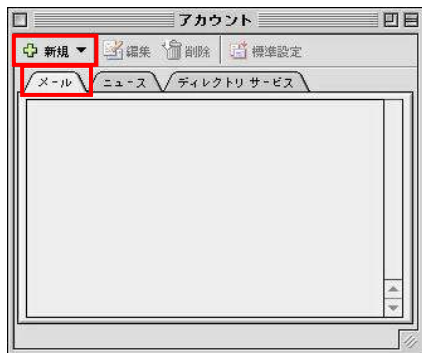 アカウント
新規 編集 削除 標準設定
メール ニュース ディレクトリ サービス